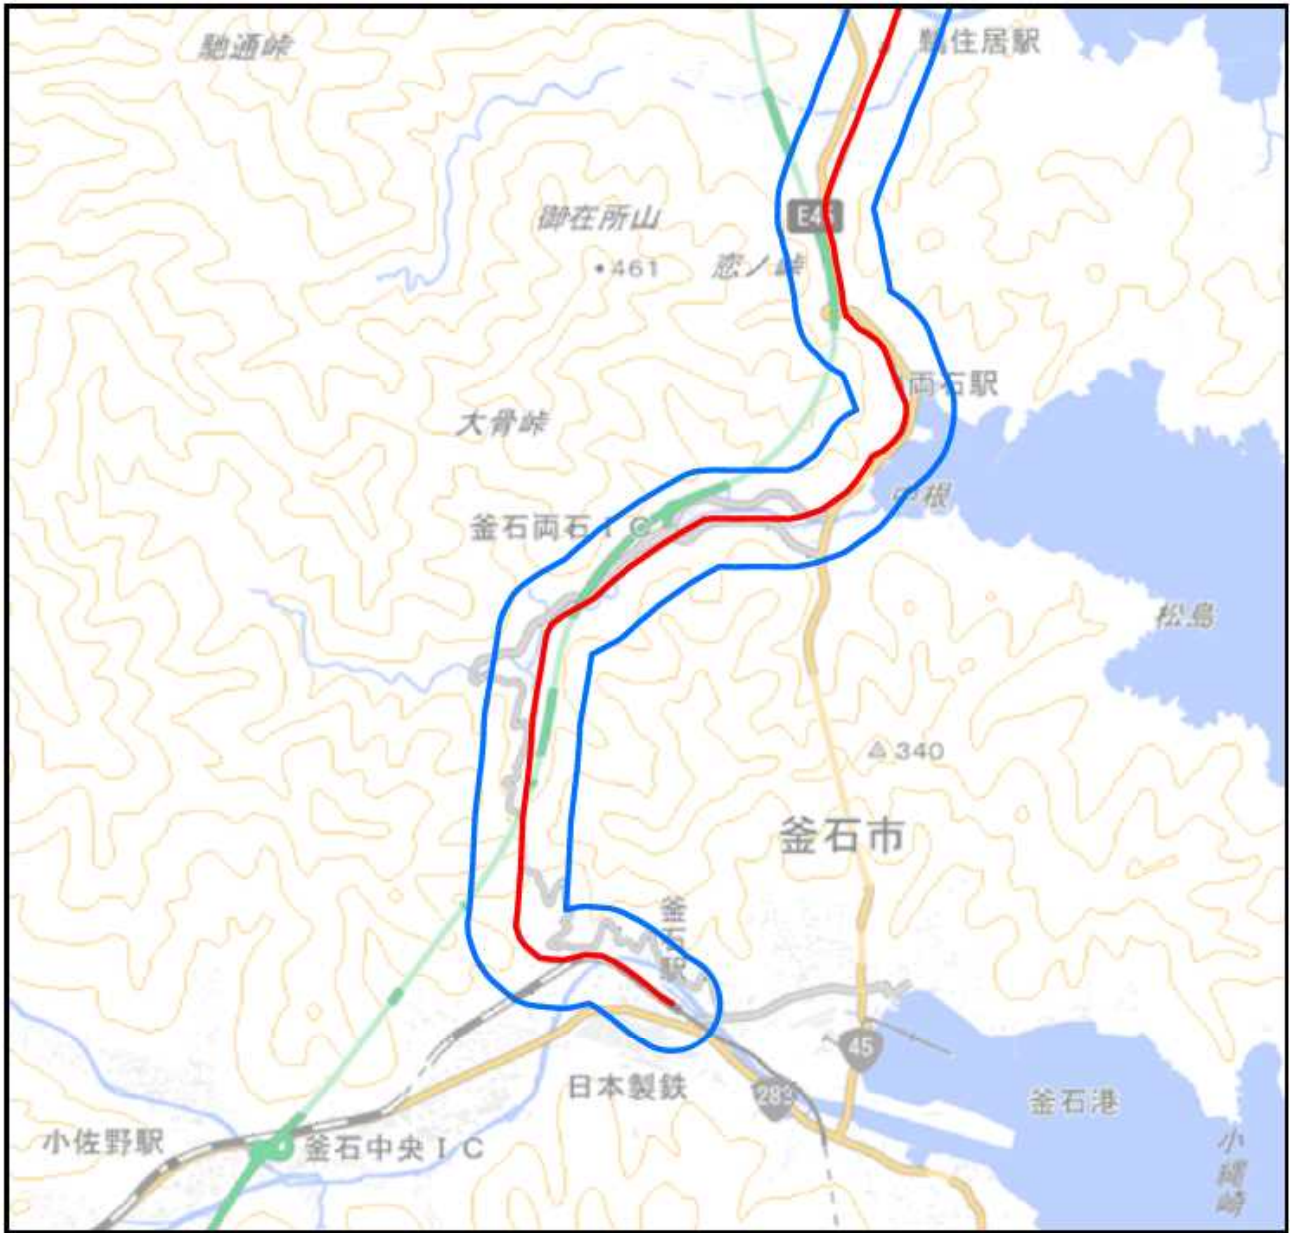 馳通峠
鵜住居駅
御在所山
461
恋ノ峠
両石駅
大骨峠
釜石両石ＩＣ
中根
松島
340
釜石市
釜石駅
45
日本製鉄
283
釜石港
小佐野駅
釜石中央ＩＣ
小縄崎